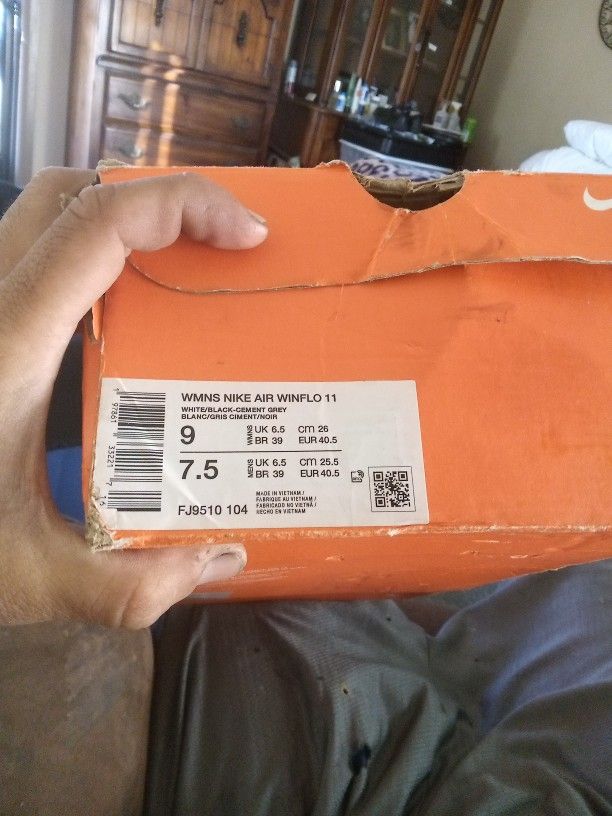 WMNS NIKE AIR WINFLO 11
WHITE/BLACK-CEMENT GREY
BLANC/GRIS CIMENT/NOIR
9 WMNS UK 6.5 cm 26
BR 39 EUR 40.5
7.5 MENS UK 6.5 cm 25.5
BR 39 EUR 40.5
FJ9510 104
MADE IN VIETNAM /
FABRIQUE AU VIETNAM /
FABRICADO NO VIETNÃ /
HECHO EN VIETNAM